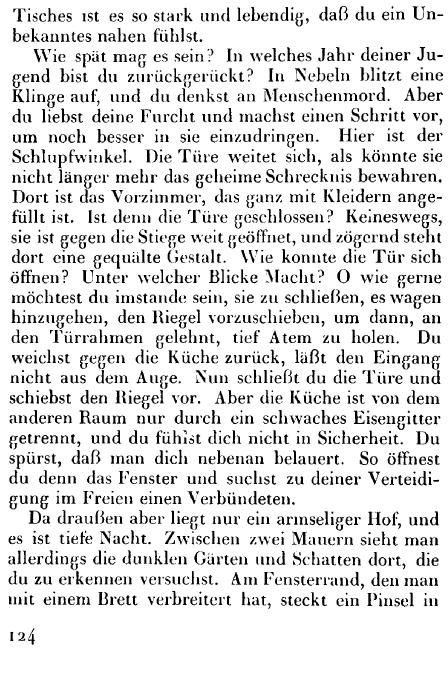 Tisches ist es so stark und lebendig, daß du ein Un-
bekanntes nahen fühlst.
Wie spät mag es sein? In welches Jahr deiner Ju-
gend bist du zurückgerückt? In Nebeln blitzt eine
Klinge auf, und du denkst an Menschenmord. Aber
du liebst deine Furcht und machst einen Schritt vor,
um noch besser in sie einzudringen. Hier ist der
Schlupfwinkel. Die Türe weitet sich, als könnte sie
nicht länger mehr das geheime Schrecknis bewahren.
Dort ist das Vorzimmer, das ganz mit Kleidern ange-
füllt ist. Ist denn die Türe geschlossen? Keineswegs,
sie ist gegen die Stiege weit geöffnet, und zögernd steht
dort eine gequälte Gestalt. Wie konnte die Tür sich
öffnen? Unter welcher Blicke Macht? O wie gerne
möchtest du imstande sein, sie zu schließen, es wagen
hinzugehen, den Riegel vorzuschieben, um dann, an
den Türrahmen gelehnt, tief Atem zu holen. Du
weichst gegen die Küche zurück, läßt den Eingang
nicht aus dem Auge. Nun schließt du die Türe und
schiebst den Riegel vor. Aber die Küche ist von dem
anderen Raum nur durch ein schwaches Eisengitter
getrennt, und du fühlst dich nicht in Sicherheit. Du
spürst, daß man dich nebenan belauert. So öffnest
du denn das Fenster und suchst zu deiner Verteidi-
gung im Freien einen Verbündeten.
Da draußen aber liegt nur ein armseliger Hof, und
es ist tiefe Nacht. Zwischen zwei Mauern sieht man
allerdings die dunklen Gärten und Schatten dort, die
du zu erkennen versuchst. Am Fensterrand, den man
mit einem Brett verbreitert hat, steckt ein Pinsel in
124